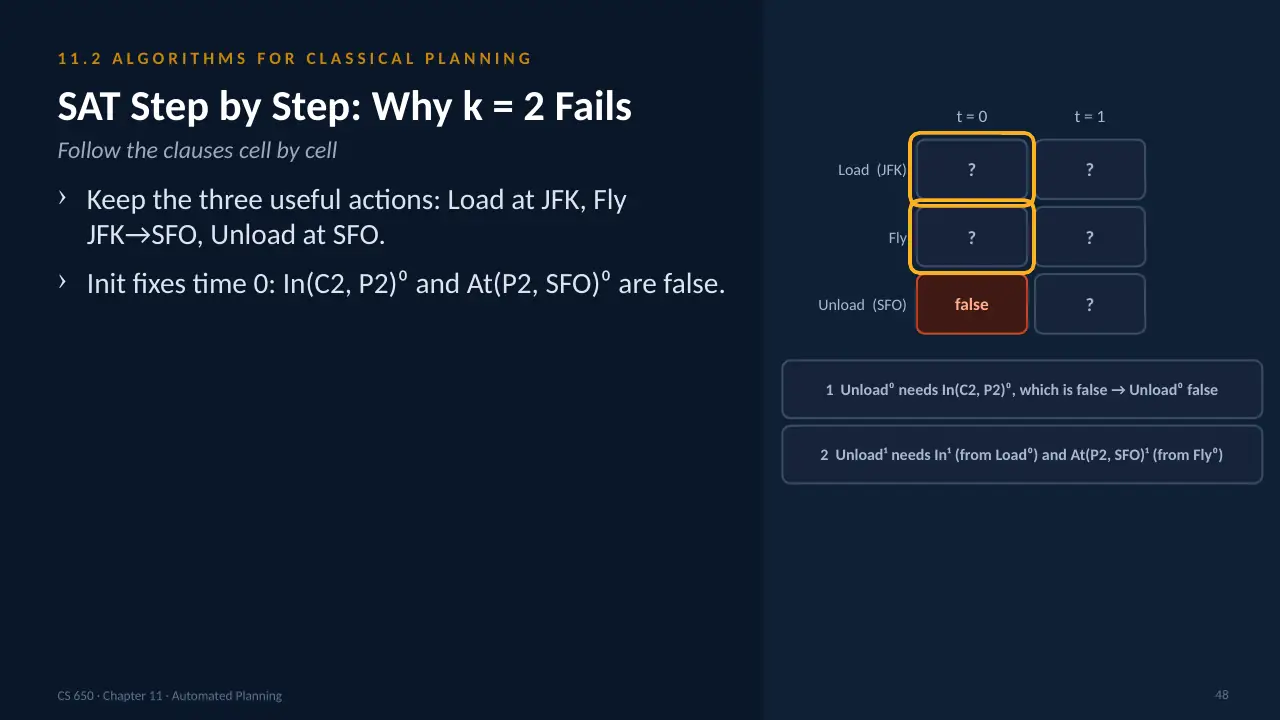 11.2 ALGORITHMS FOR CLASSICAL PLANNING
SAT Step by Step: Why k = 2 Fails
Follow the clauses cell by cell
› Keep the three useful actions: Load at JFK, Fly
JFK→SFO, Unload at SFO.
› Init fixes time 0: In(C2, P2)⁰ and At(P2, SFO)⁰ are false.
t = 0 t = 1
Load (JFK) ? ?
Fly ? ?
Unload (SFO) false ?
1 Unload⁰ needs In(C2, P2)⁰, which is false → Unload⁰ false
2 Unload¹ needs In¹ (from Load⁰) and At(P2, SFO)¹ (from Fly⁰)
CS 650 · Chapter 11 · Automated Planning
48